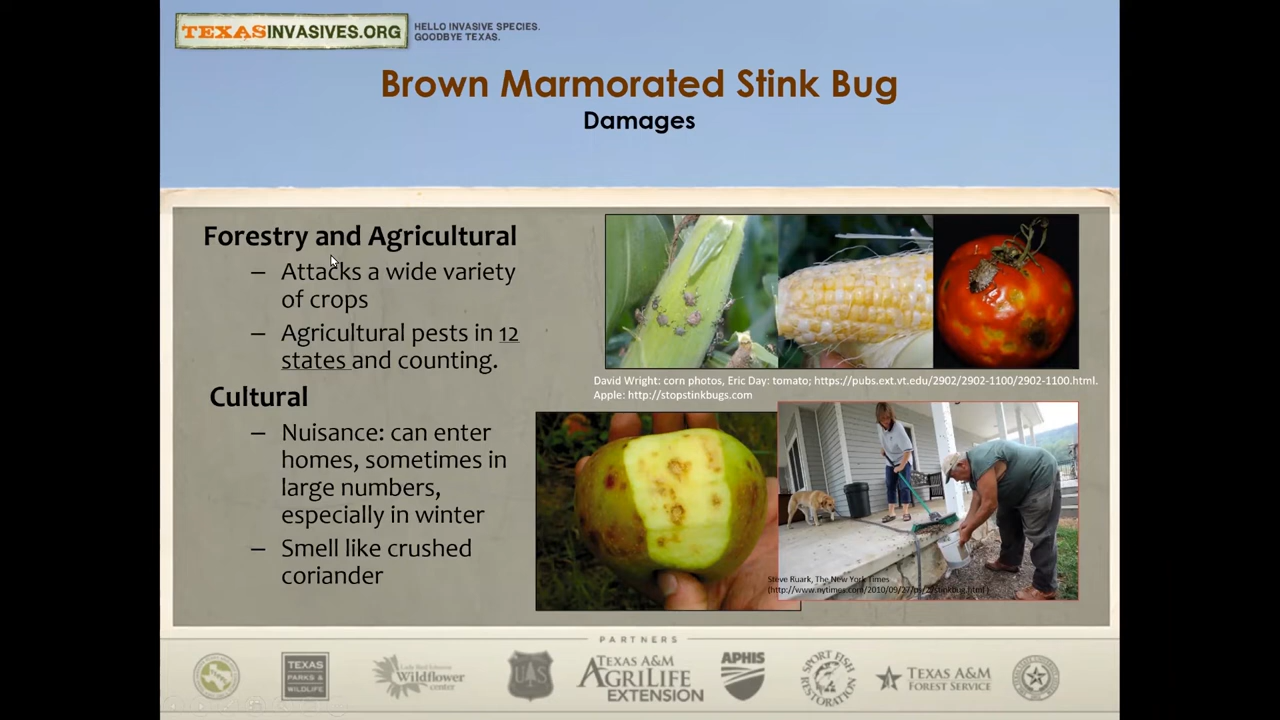 TEXASINVASIVES.ORG
HELLO INVASIVE SPECIES.
GOODBYE TEXAS.
Brown Marmorated Stink Bug
Damages
Forestry and Agricultural
– Attacks a wide variety
of crops
– Agricultural pests in 12
states and counting.
Cultural
– Nuisance: can enter
homes, sometimes in
large numbers,
especially in winter
– Smell like crushed
coriander
David Wright: corn photos, Eric Day: tomato; https://pubs.ext.vt.edu/2902/2902-1100/2902-1100.html.
Apple: http://stopstinkbugs.com
Steve Ruark, The New York Times
PARTNERS
TEXAS
PARKS &
WILDLIFE
Lady Bird Johnson
Wildflower
center
U S
TEXAS A&M
AGRILIFE
EXTENSION
APHIS
SPORT FISH
RESTORATION
TEXAS A&M
FOREST SERVICE